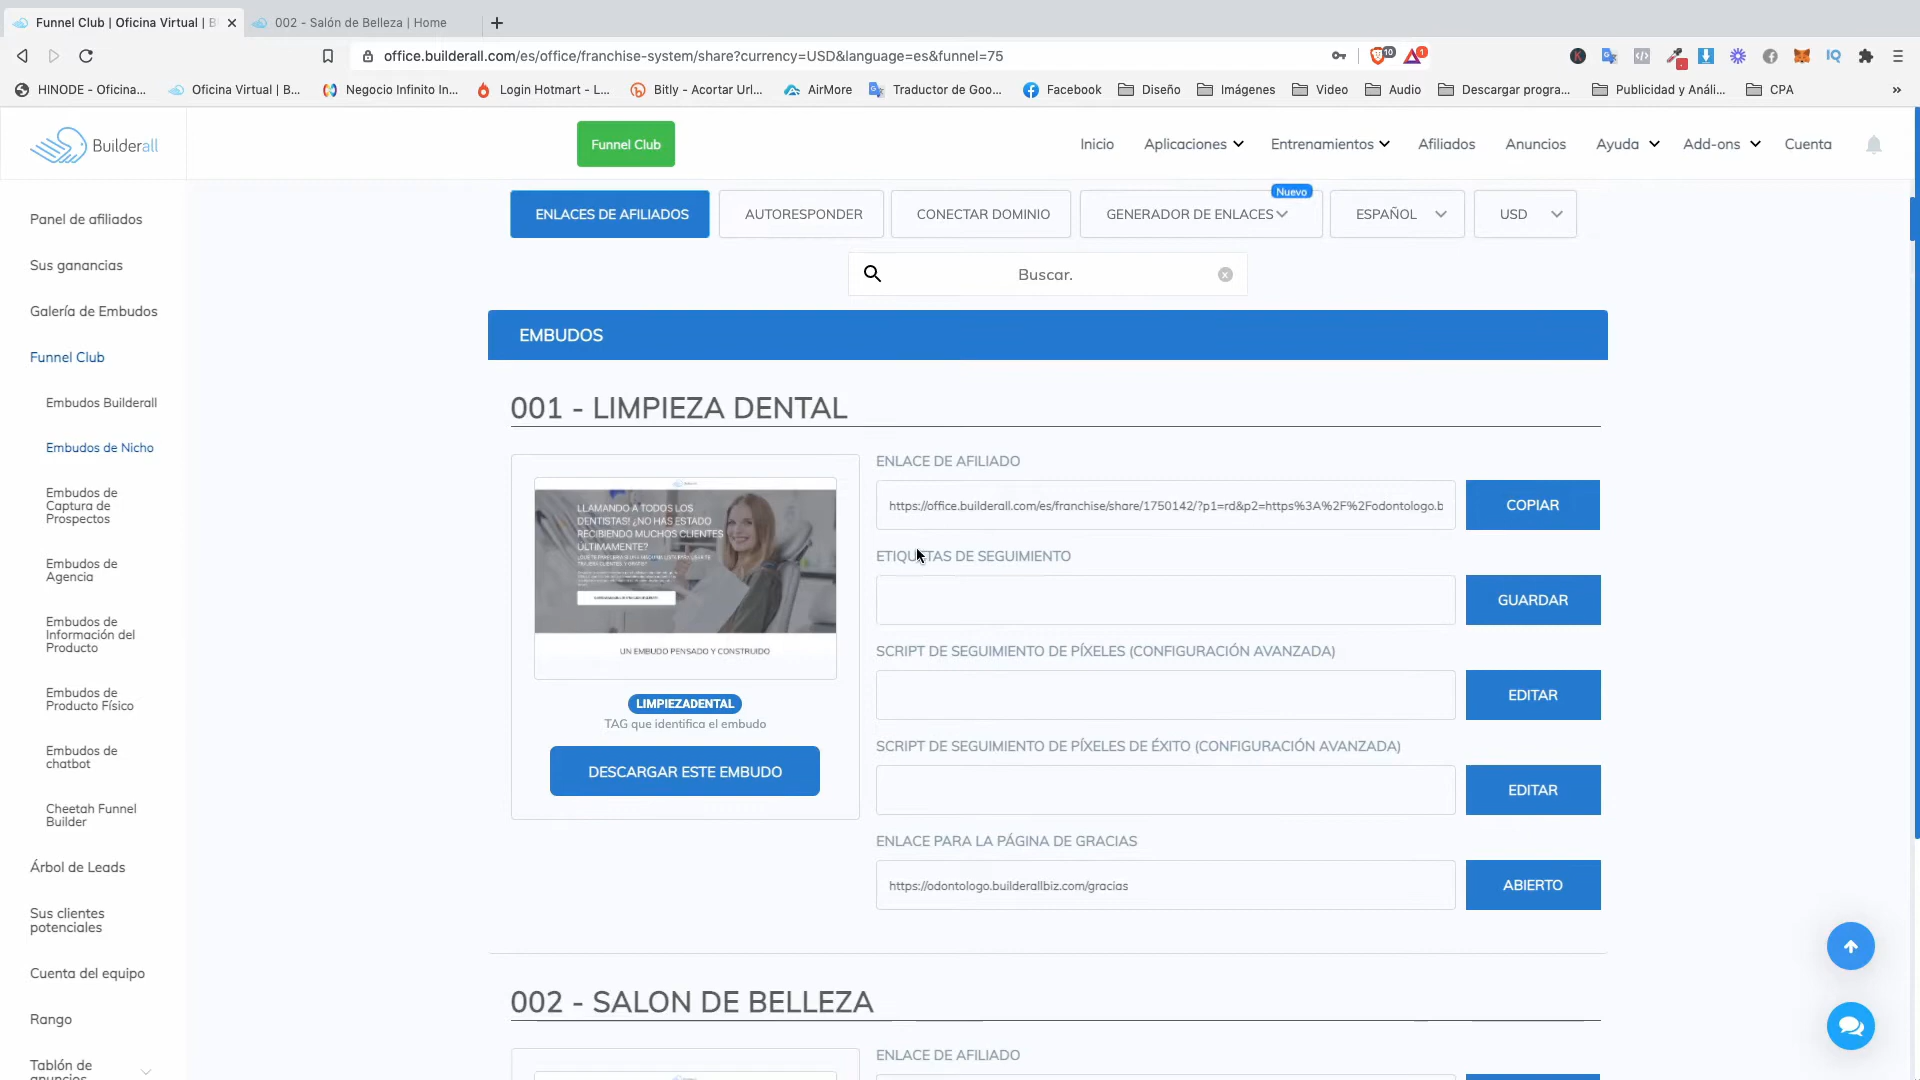 Funnel Club | Oficina Virtual | B
002 - Salón de Belleza | Home
office.builderall.com/es/office/franchise-system/share?currency=USD&language=es&funnel=75
10
1
HINODE - Oficina...
Oficina Virtual | B...
Negocio Infinito In...
Login Hotmart - L...
Bitly - Acortar Url...
AirMore
Traductor de Goo...
Facebook
Diseño
Imágenes
Video
Audio
Descargar progra...
Publicidad y Análi...
CPA
»
Builderall
Funnel Club
Inicio
Aplicaciones
Entrenamientos
Afiliados
Anuncios
Ayuda
Add-ons
Cuenta
Panel de afiliados
Sus ganancias
Galería de Embudos
Funnel Club
Embudos Builderall
Embudos de Nicho
Embudos de
Captura de
Prospectos
Embudos de
Agencia
Embudos de
Información del
Producto
Embudos de
Producto Físico
Embudos de
chatbot
Cheetah Funnel
Builder
Árbol de Leads
Sus clientes
potenciales
Cuenta del equipo
Rango
Tablón de
anuncios
ENLACES DE AFILIADOS
AUTORESPONDER
CONECTAR DOMINIO
Nuevo
GENERADOR DE ENLACES
ESPAÑOL
USD
Buscar.
EMBUDOS
001 - LIMPIEZA DENTAL
LLAMANDO A TODOS LOS
DENTISTAS! ¿NO HAS ESTADO
RECIBIENDO MUCHOS CLIENTES
ÚLTIMAMENTE?
UN EMBUDO PENSADO Y CONSTRUIDO
LIMPIEZADENTAL
TAG que identifica el embudo
DESCARGAR ESTE EMBUDO
ENLACE DE AFILIADO
https://office.builderall.com/es/franchise/share/1750142/?p1=rd&p2=https%3A%2F%2Fodontologo.b
COPIAR
ETIQUETAS DE SEGUIMIENTO
GUARDAR
SCRIPT DE SEGUIMIENTO DE PÍXELES (CONFIGURACIÓN AVANZADA)
EDITAR
SCRIPT DE SEGUIMIENTO DE PÍXELES DE ÉXITO (CONFIGURACIÓN AVANZADA)
EDITAR
ENLACE PARA LA PÁGINA DE GRACIAS
https://odontologo.builderallbiz.com/gracias
ABIERTO
002 - SALON DE BELLEZA
ENLACE DE AFILIADO